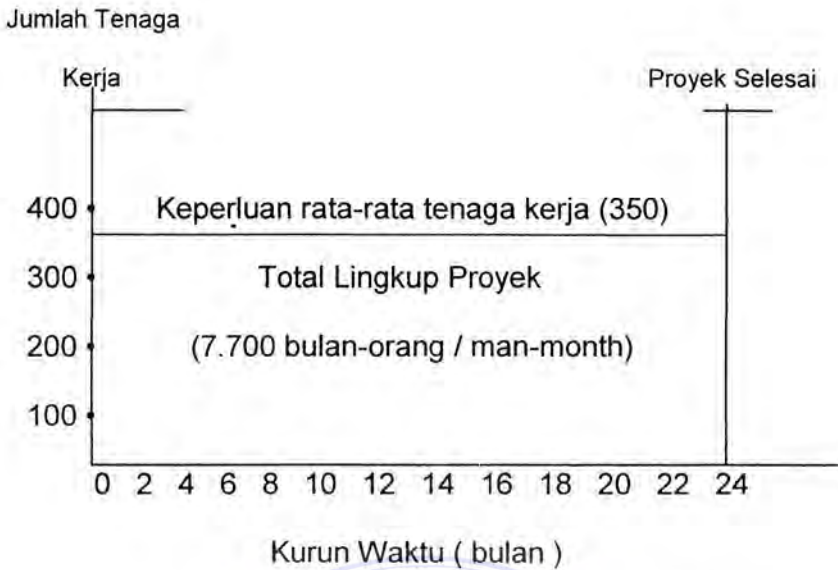 Jumlah Tenaga
Kerja
Proyek Selesai
400
Keperluan rata-rata tenaga kerja (350)
300
Total Lingkup Proyek
200
(7.700 bulan-orang / man-month)
100
0 2 4 6 8 10 12 14 16 18 20 22 24
Kurun Waktu ( bulan )